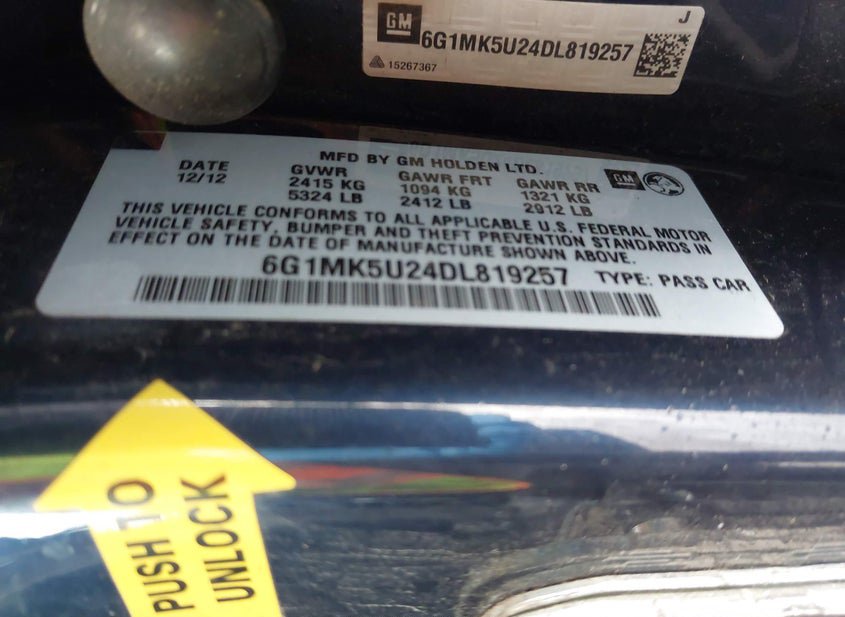 GM
J
6G1MK5U24DL819257
15267367
MFD BY GM HOLDEN LTD.
GM
DATE GVWR GAWR FRT GAWR RR
12/12 2415 KG 1094 KG 1321 KG
5324 LB 2412 LB 2912 LB
THIS VEHICLE CONFORMS TO ALL APPLICABLE U.S. FEDERAL MOTOR
VEHICLE SAFETY, BUMPER AND THEFT PREVENTION STANDARDS IN
EFFECT ON THE DATE OF MANUFACTURE SHOWN ABOVE.
6G1MK5U24DL819257 TYPE: PASS CAR
PUSH TO
UNLOCK